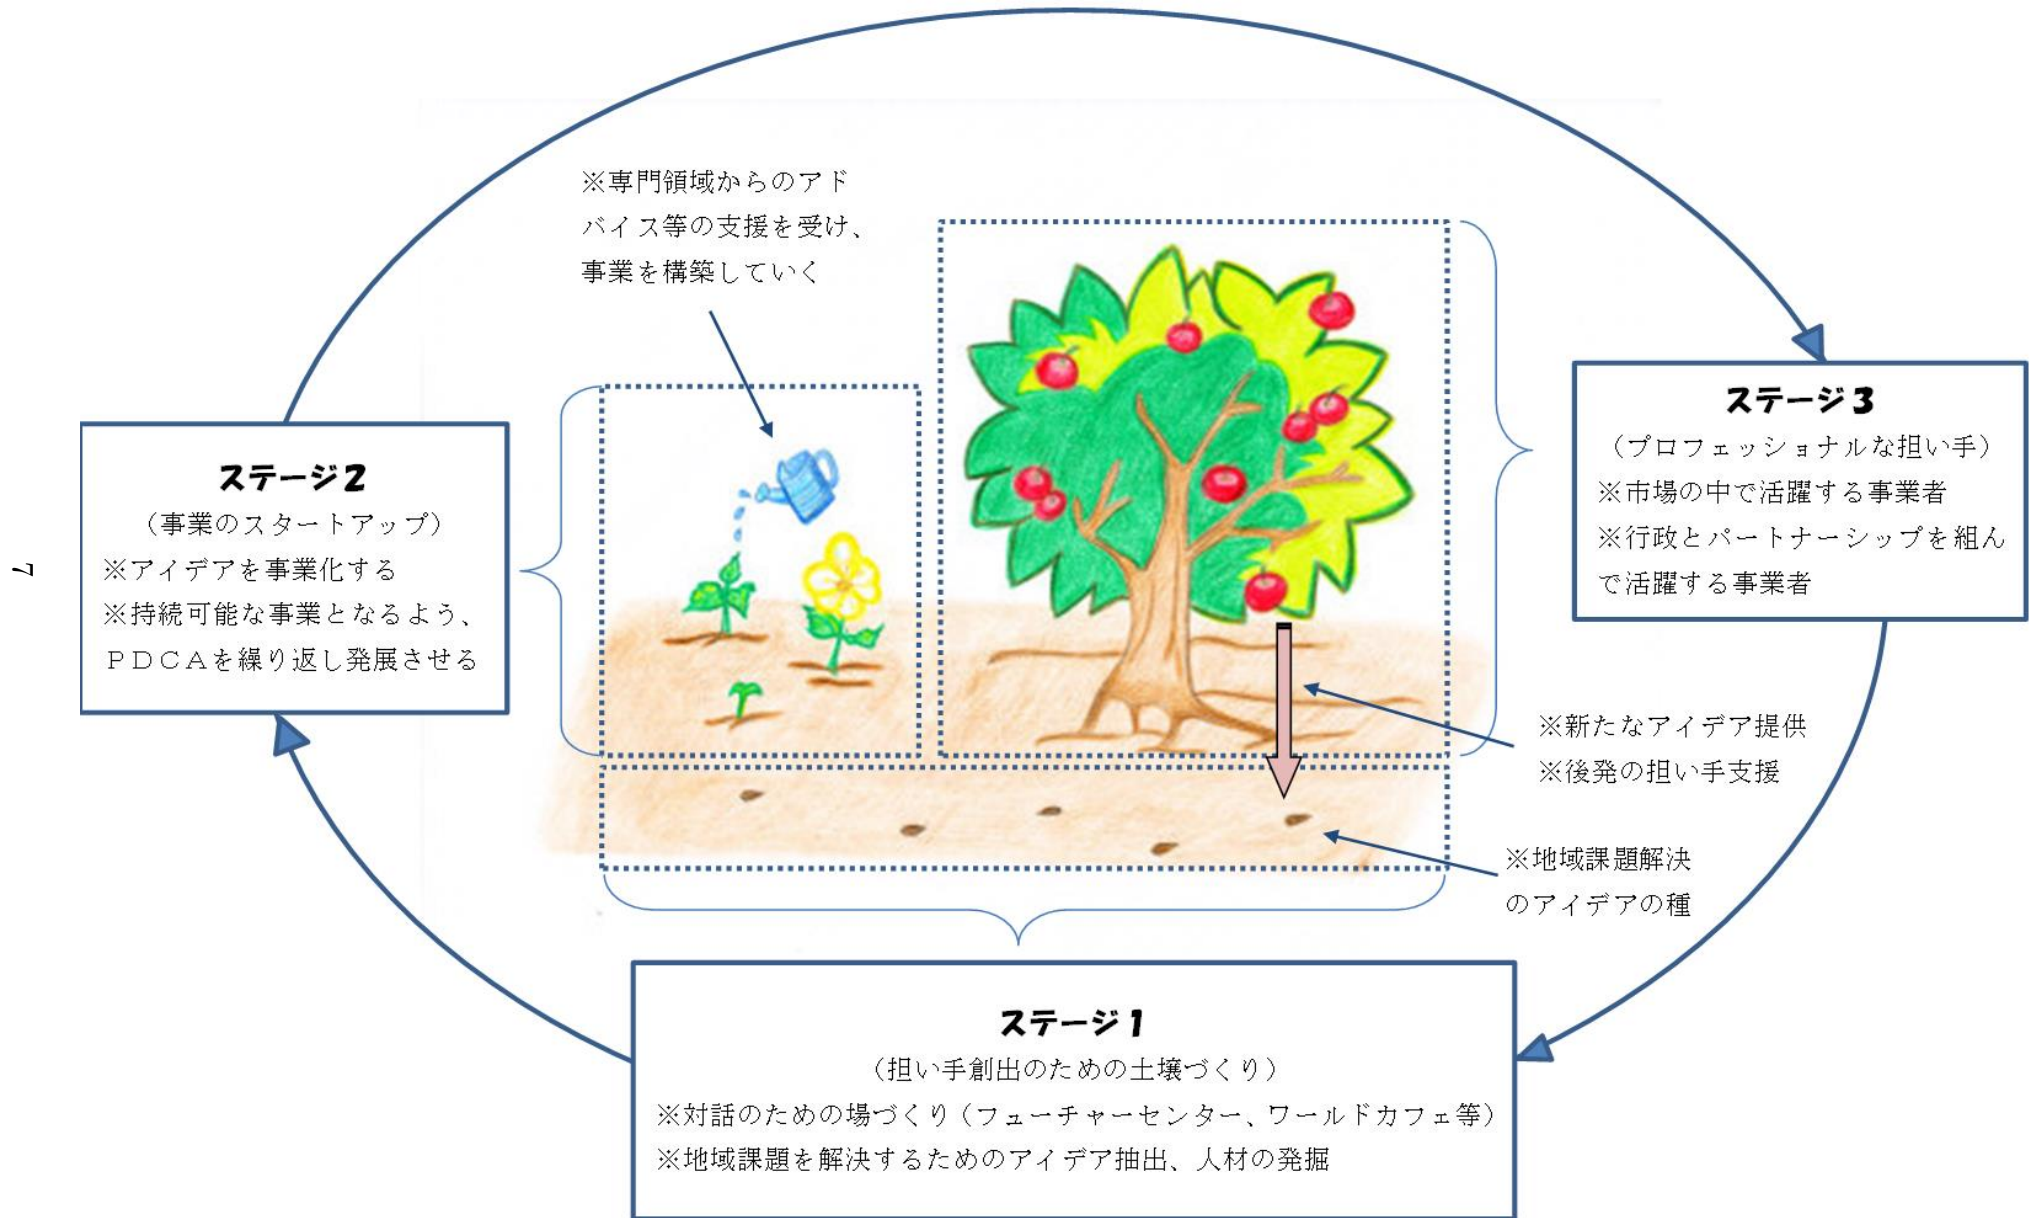 ※専門領域からのアド
バイス等の支援を受け、
事業を構築していく
ステージ2
（事業のスタートアップ）
※アイデアを事業化する
※持続可能な事業となるよう、
ＰＤＣＡを繰り返し発展させる
ステージ3
（プロフェッショナルな担い手）
※市場の中で活躍する事業者
※行政とパートナーシップを組ん
で活躍する事業者
※新たなアイデア提供
※後発の担い手支援
※地域課題解決
のアイデアの種
ステージ1
（担い手創出のための土壌づくり）
※対話のための場づくり（フューチャーセンター、ワールドカフェ等）
※地域課題を解決するためのアイデア抽出、人材の発掘
7